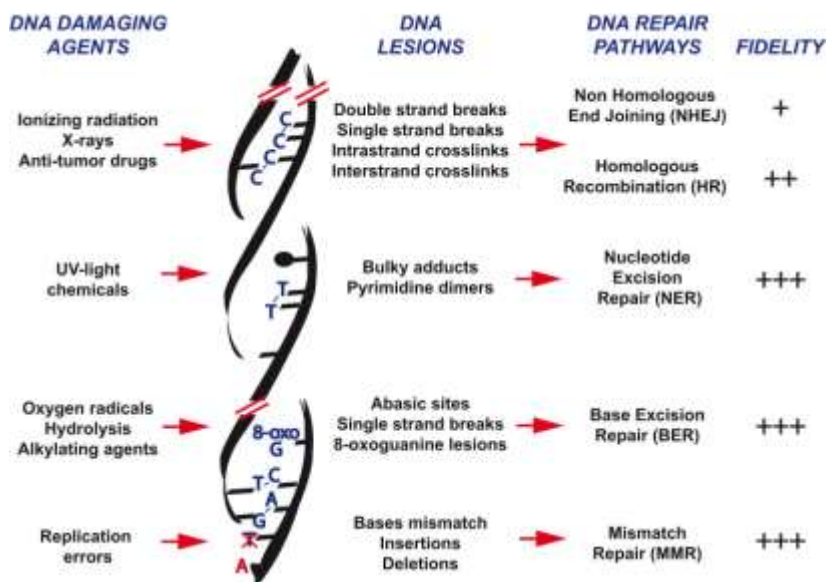 DNA DAMAGING
AGENTS
DNA
LESIONS
DNA REPAIR
PATHWAYS
FIDELITY
Ionizing radiation
X-rays
Anti-tumor drugs
C
C
C
C
Double strand breaks
Single strand breaks
Intrastrand crosslinks
Interstrand crosslinks
Non Homologous
End Joining (NHEJ)
+
Homologous
Recombination (HR)
++
UV-light
chemicals
T
T
Bulky adducts
Pyrimidine dimers
Nucleotide
Excision
Repair (NER)
+++
Oxygen radicals
Hydrolysis
Alkylating agents
8-oxo
G
Abasic sites
Single strand breaks
8-oxoguanine lesions
Base Excision
Repair (BER)
+++
T C
A
G
T
A
Replication
errors
Bases mismatch
Insertions
Deletions
Mismatch
Repair (MMR)
+++